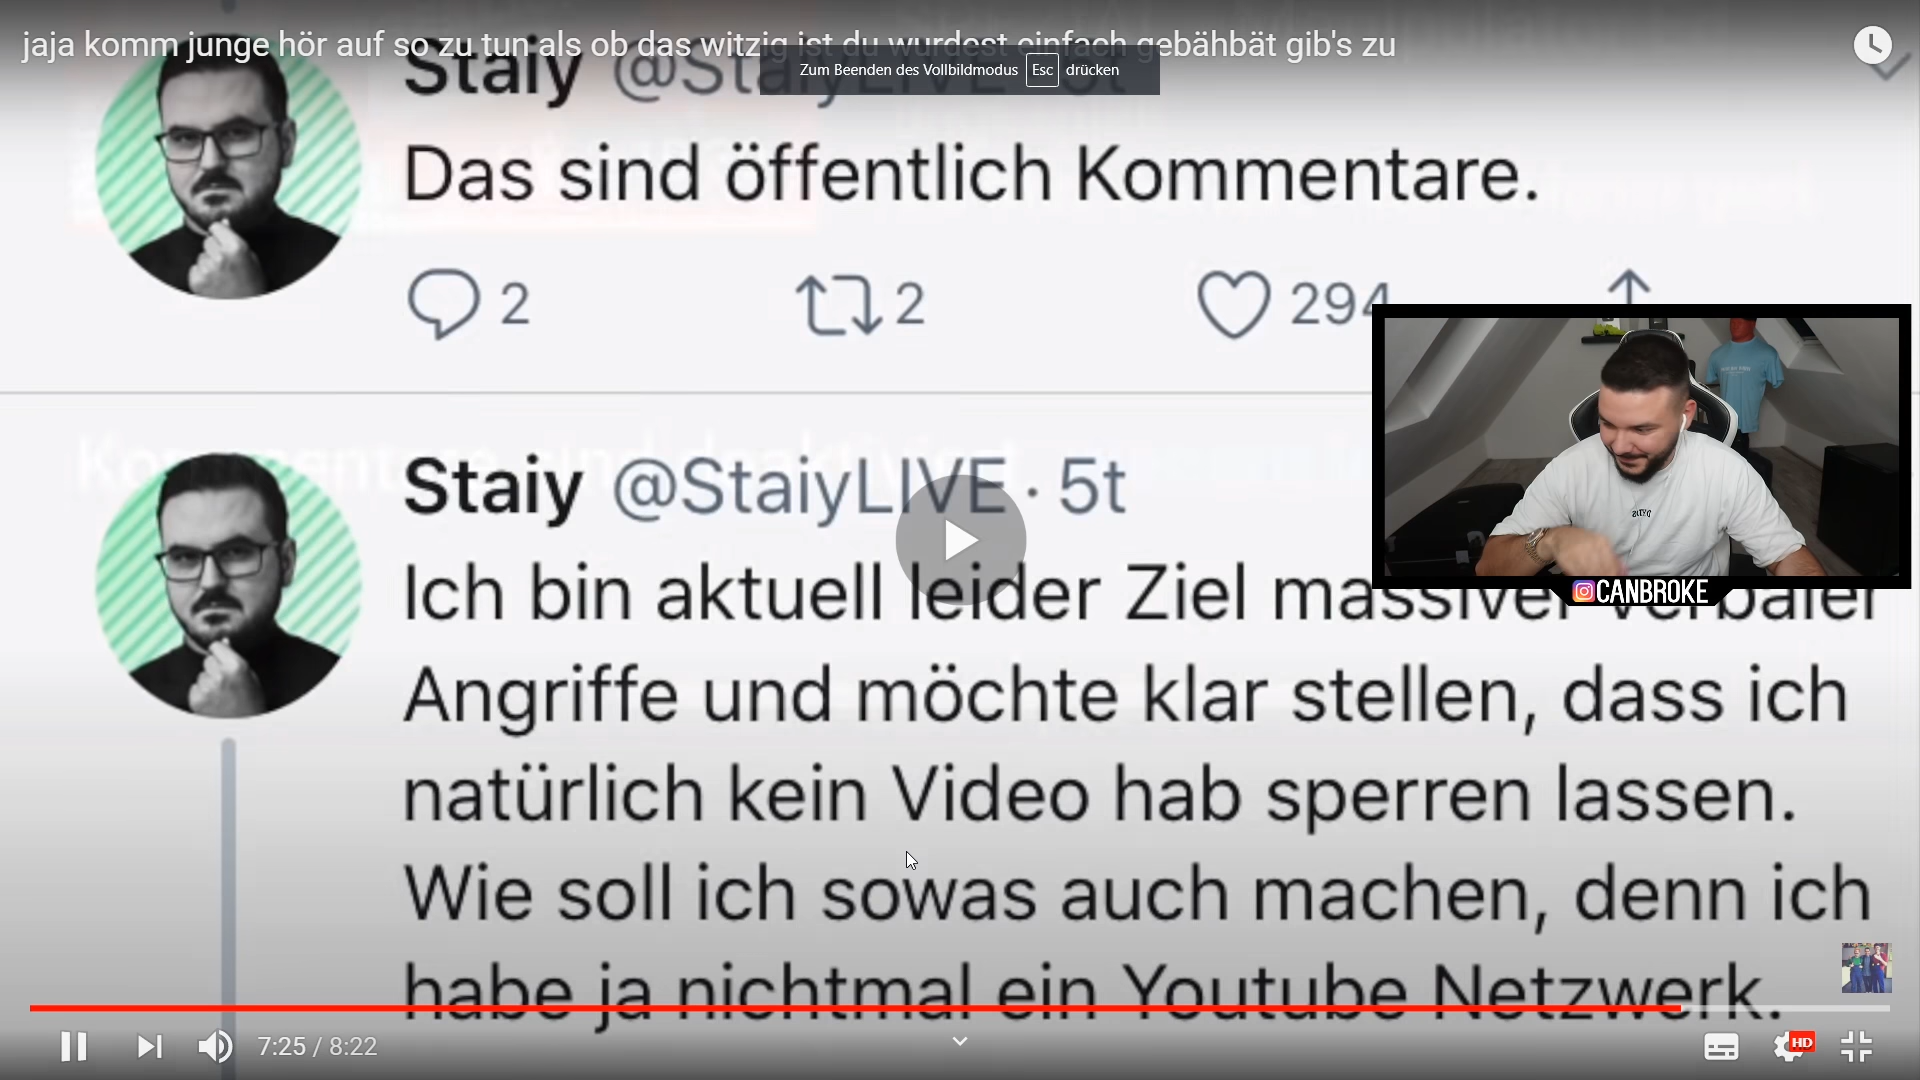 jaja komm junge hör auf so zu tun als ob das witzig ist du wurdest einfach gebähbät gib's zu
Zum Beenden des Vollbildmodus Esc drücken
Staiy @StaiyLIVE
Das sind öffentlich Kommentare.
2 2 294
Staiy @StaiyLIVE · 5t
Ich bin aktuell leider Ziel massiver verbaler
Angriffe und möchte klar stellen, dass ich
natürlich kein Video hab sperren lassen.
Wie soll ich sowas auch machen, denn ich
habe ja nichtmal ein Youtube Netzwerk.
CANBROKE
7:25 / 8:22
HD